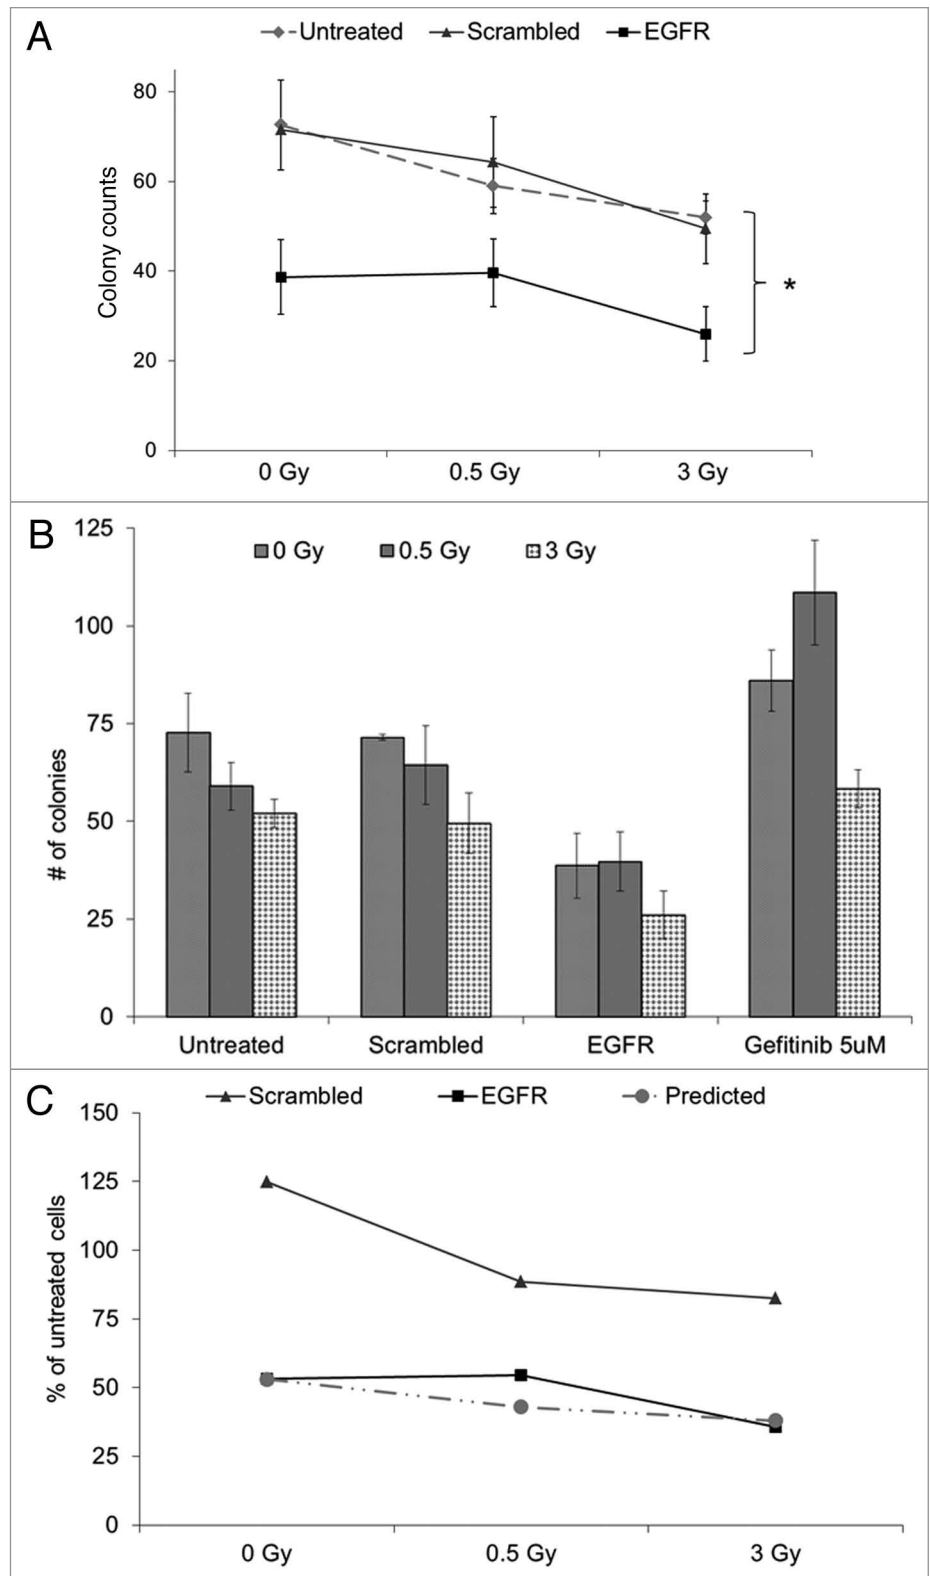 A
Untreated Scrambled EGFR
80
60
40
20
0
Colony counts
*
0 Gy 0.5 Gy 3 Gy
B
0 Gy 0.5 Gy 3 Gy
125
100
75
50
25
0
# of colonies
Untreated Scrambled EGFR Gefitinib 5uM
C
Scrambled EGFR Predicted
150
125
100
75
50
25
0
% of untreated cells
0 Gy 0.5 Gy 3 Gy